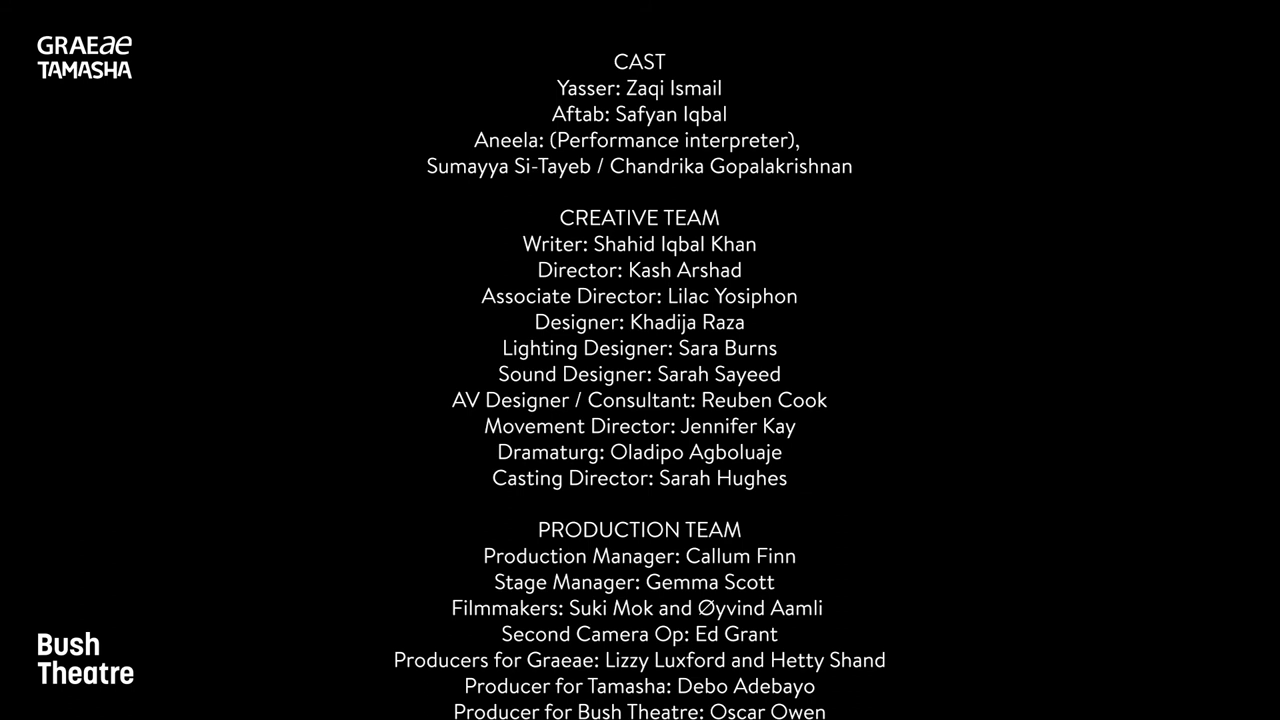 GRAEae
TAMASHA
CAST
Yasser: Zaqi Ismail
Aftab: Safyan Iqbal
Aneela: (Performance interpreter),
Sumayya Si-Tayeb / Chandrika Gopalakrishnan
CREATIVE TEAM
Writer: Shahid Iqbal Khan
Director: Kash Arshad
Associate Director: Lilac Yosiphon
Designer: Khadija Raza
Lighting Designer: Sara Burns
Sound Designer: Sarah Sayeed
AV Designer / Consultant: Reuben Cook
Movement Director: Jennifer Kay
Dramaturg: Oladipo Agboluaje
Casting Director: Sarah Hughes
PRODUCTION TEAM
Production Manager: Callum Finn
Stage Manager: Gemma Scott
Filmmakers: Suki Mok and Øyvind Aamli
Second Camera Op: Ed Grant
Producers for Graeae: Lizzy Luxford and Hetty Shand
Producer for Tamasha: Debo Adebayo
Producer for Bush Theatre: Oscar Owen
Bush
Theatre